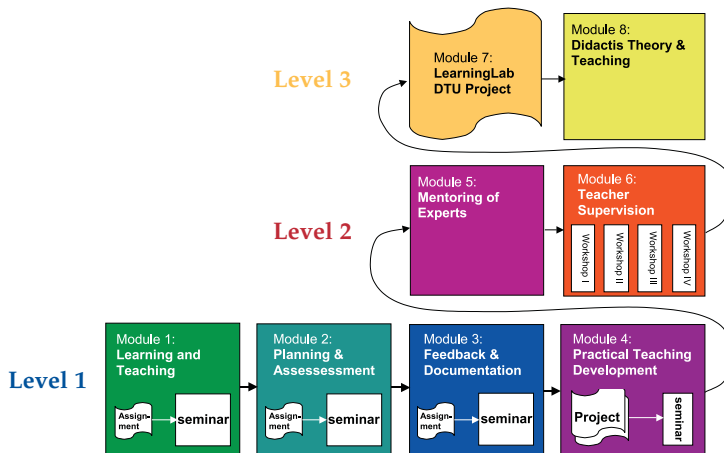 Level 3
Module 7:
LearningLab
DTU Project
Module 8:
Didactis Theory &
Teaching
Level 2
Module 5:
Mentoring of
Experts
Module 6:
Teacher
Supervision
Workshop I
Workshop II
Workshop III
Workshop IV
Level 1
Module 1:
Learning and
Teaching
Assign-
ment
seminar
Module 2:
Planning &
Assessessment
Assign-
ment
seminar
Module 3:
Feedback &
Documentation
Assign-
ment
seminar
Module 4:
Practical Teaching
Development
Project
seminar